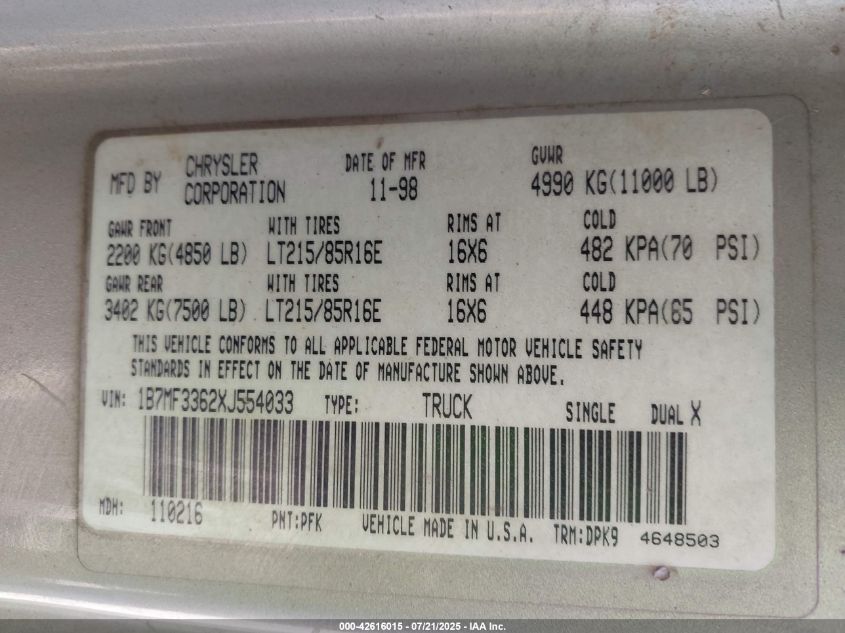 MFD BY CHRYSLER CORPORATION DATE OF MFR 11-98 GVWR 4990 KG(11000 LB)
GAWR FRONT WITH TIRES RIMS AT COLD
2200 KG(4850 LB) LT215/85R16E 16X6 482 KPA(70 PSI)
GAWR REAR WITH TIRES RIMS AT COLD
3402 KG(7500 LB) LT215/85R16E 16X6 448 KPA(65 PSI)
THIS VEHICLE CONFORMS TO ALL APPLICABLE FEDERAL MOTOR VEHICLE SAFETY
STANDARDS IN EFFECT ON THE DATE OF MANUFACTURE SHOWN ABOVE.
VIN: 1B7MF3362XJ554033 TYPE: TRUCK SINGLE DUAL X
MDH: 110216 PNT:PFK VEHICLE MADE IN U.S.A. TRM:DPK9 4648503
000-42616015 - 07/21/2025 - IAA Inc.